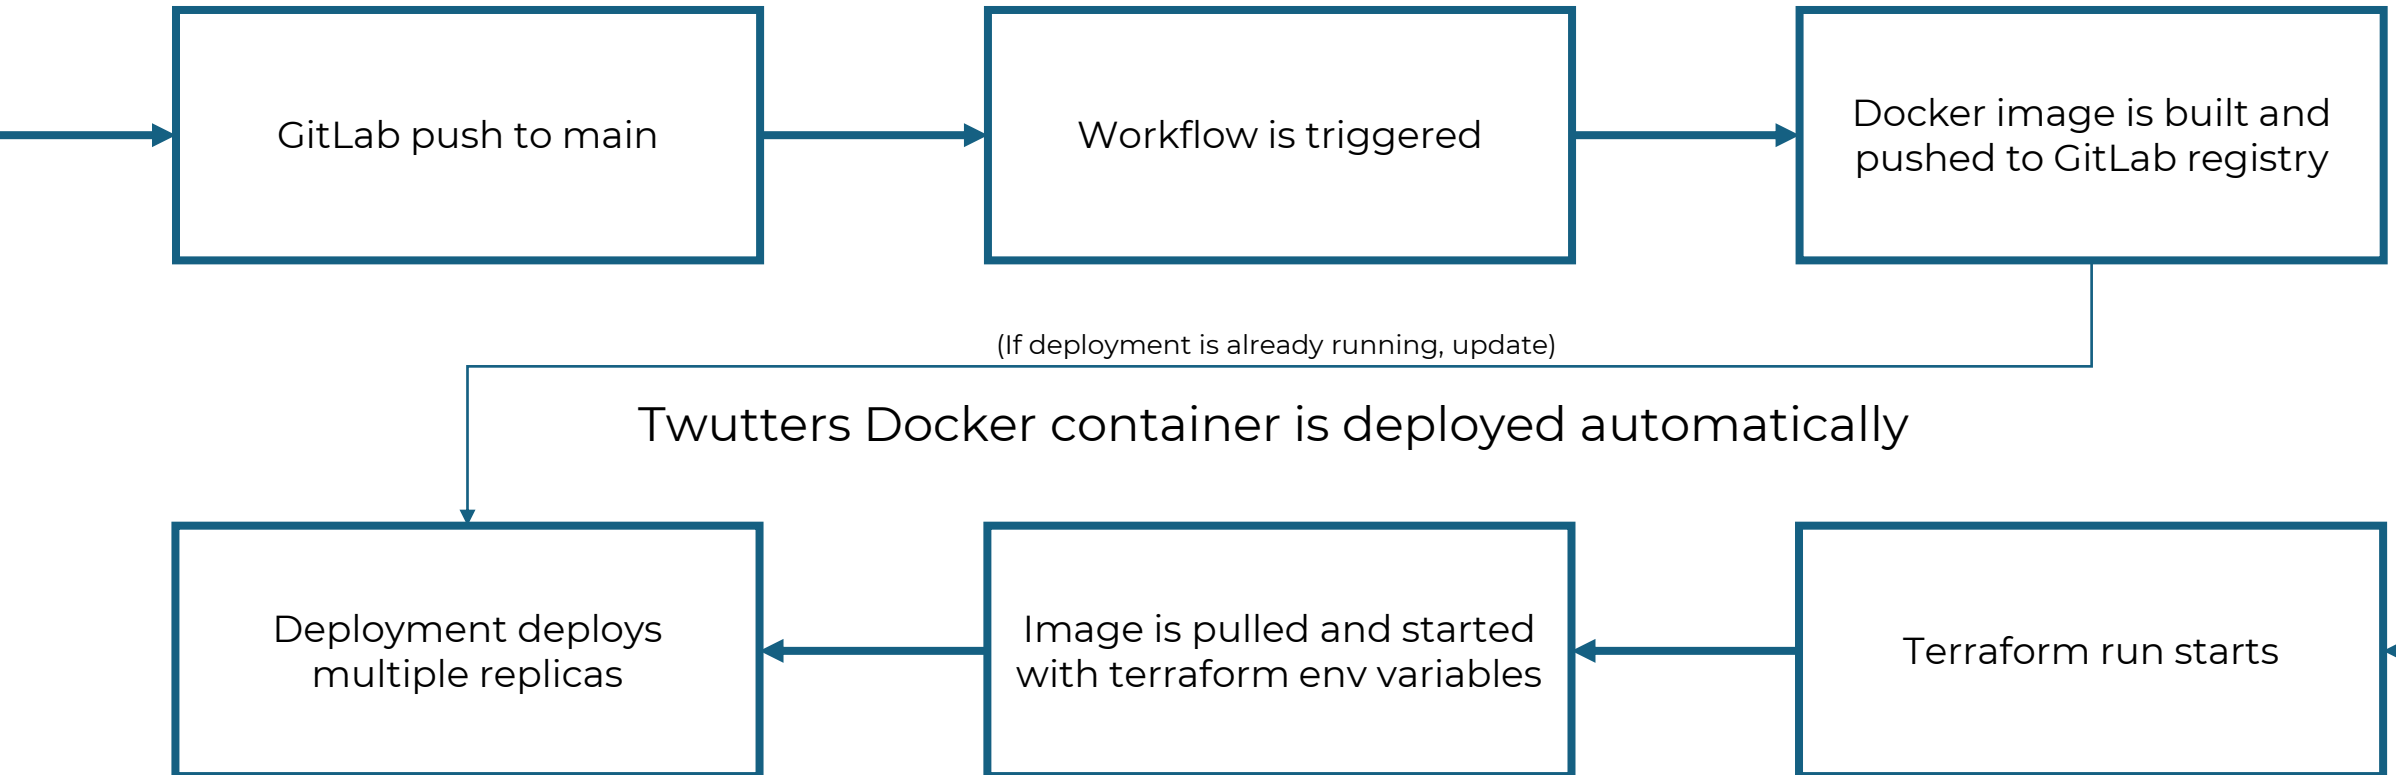 GitLab push to main
Workflow is triggered
Docker image is built and
pushed to GitLab registry
(If deployment is already running, update)
Twutters Docker container is deployed automatically
Deployment deploys
multiple replicas
Image is pulled and started
with terraform env variables
Terraform run starts